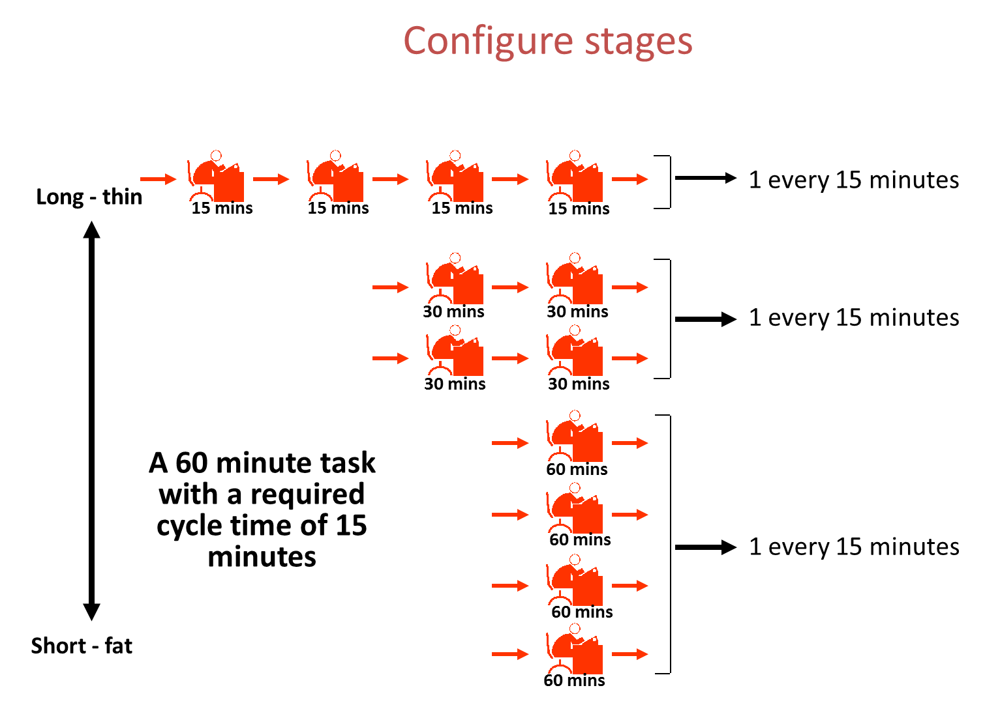 Configure stages
Long - thin
15 mins
15 mins
15 mins
15 mins
1 every 15 minutes
30 mins
30 mins
30 mins
30 mins
1 every 15 minutes
A 60 minute task
with a required
cycle time of 15
minutes
60 mins
60 mins
60 mins
60 mins
1 every 15 minutes
Short - fat